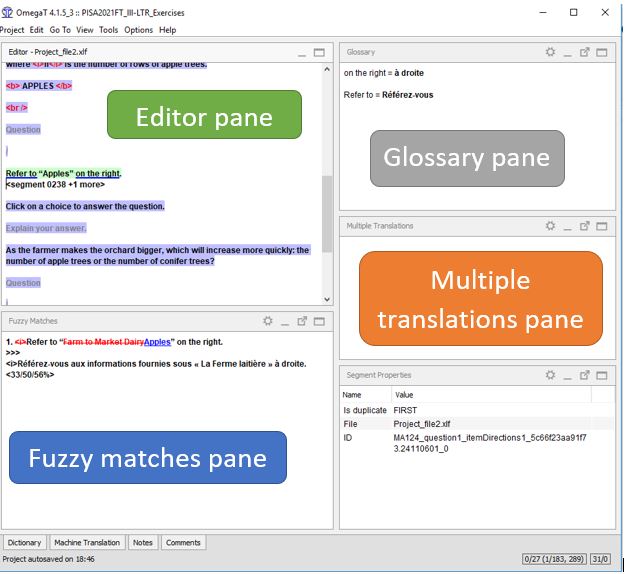 OmegaT 4.1.5_3 :: PISA2021FT_III-LTR_Exercises
Project Edit Go To View Tools Options Help
Editor - Project_file2.xlf
where <i>n</i> is the number of rows of apple trees.
<b> APPLES </b>
<br />
Question
Editor pane
Refer to “Apples” on the right.
<segment 0238 +1 more>
Click on a choice to answer the question.
Explain your answer.
As the farmer makes the orchard bigger, which will increase more quickly: the
number of apple trees or the number of conifer trees?
Question
Glossary
on the right = à droite
Refer to = Référez-vous
Glossary pane
Multiple Translations
Multiple
translations pane
Fuzzy Matches
1. <i>Refer to “Farm to Market DairyApples” on the right.
>>>
<i>Référez-vous aux informations fournies sous « La Ferme laitière » à droite.
<33/50/56%>
Fuzzy matches pane
Segment Properties
Name Value
Is duplicate FIRST
File Project_file2.xlf
ID MA124_question1_itemDirections1_5c66f23aa91f7
3.24110601_0
Dictionary Machine Translation Notes Comments
Project autosaved on 18:46
0/27 (1/183, 289) 31/0